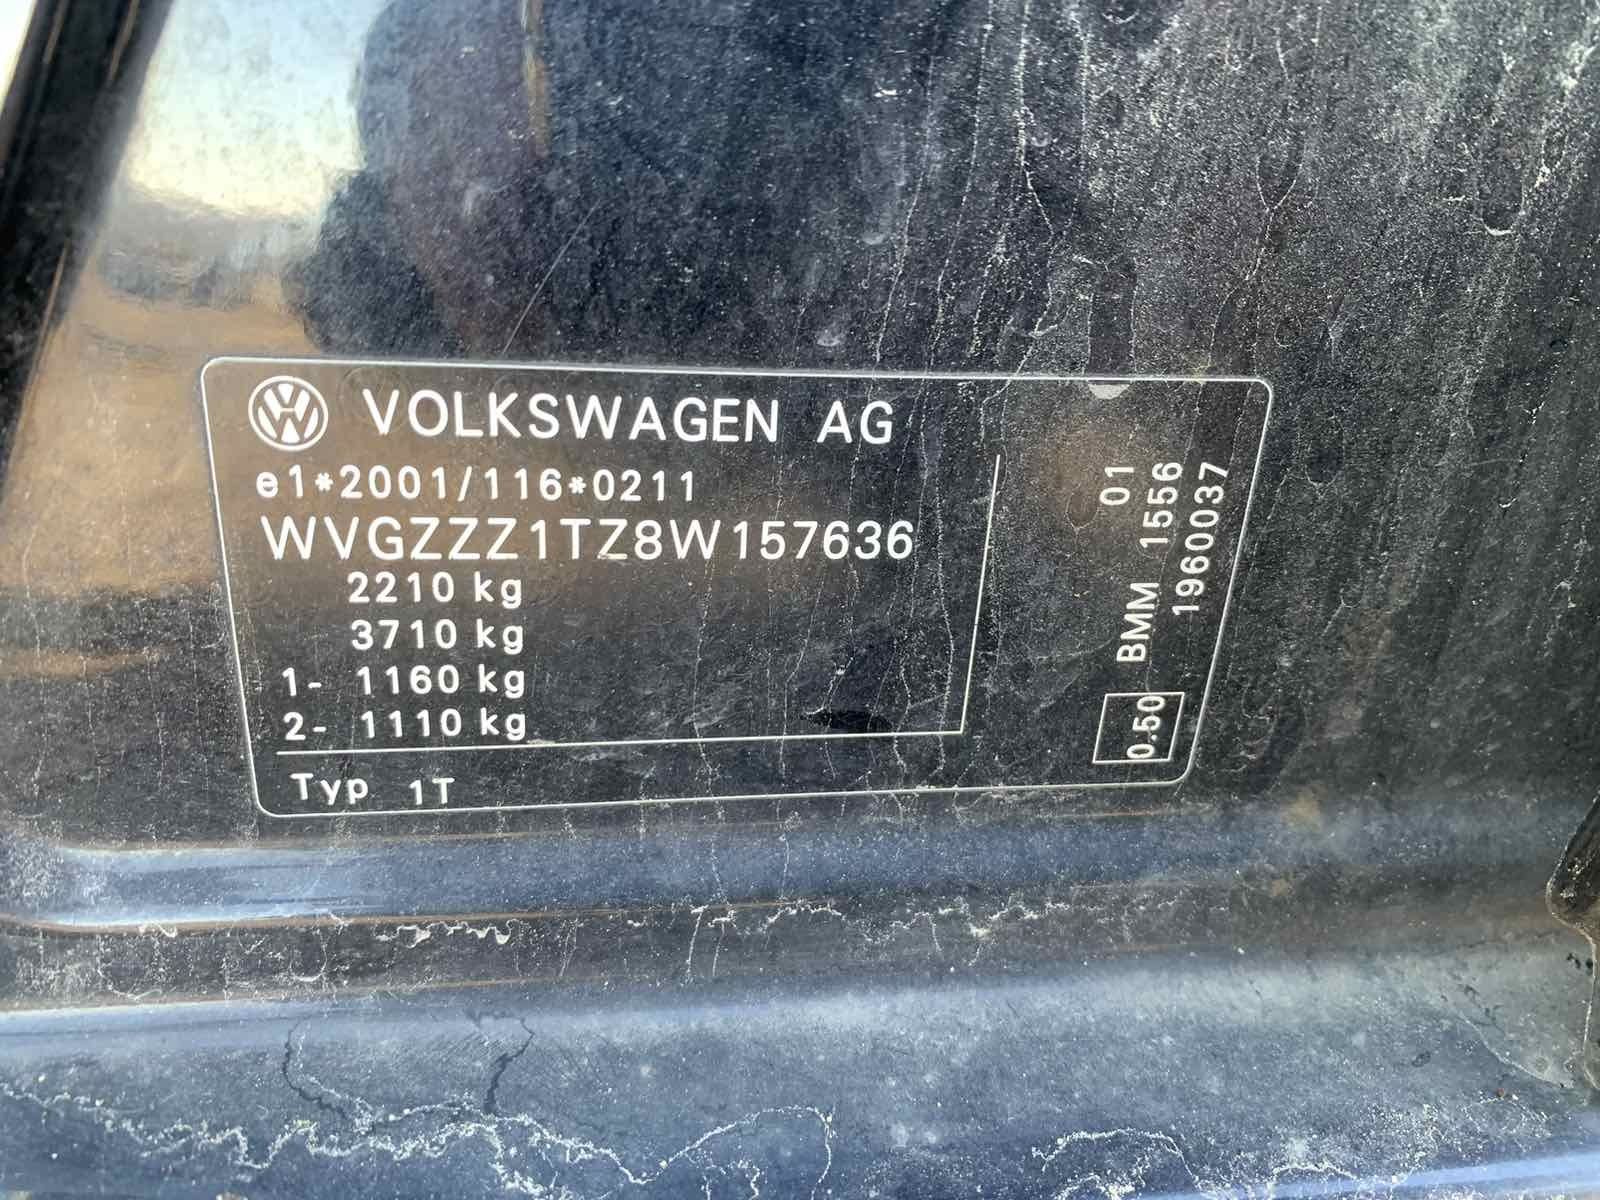 VOLKSWAGEN AG
e1*2001/116*0211
WVGZZZ1TZ8W157636
2210 kg
3710 kg
1- 1160 kg
2- 1110 kg
Typ 1T
01
BMM 1556
1960037
0.50